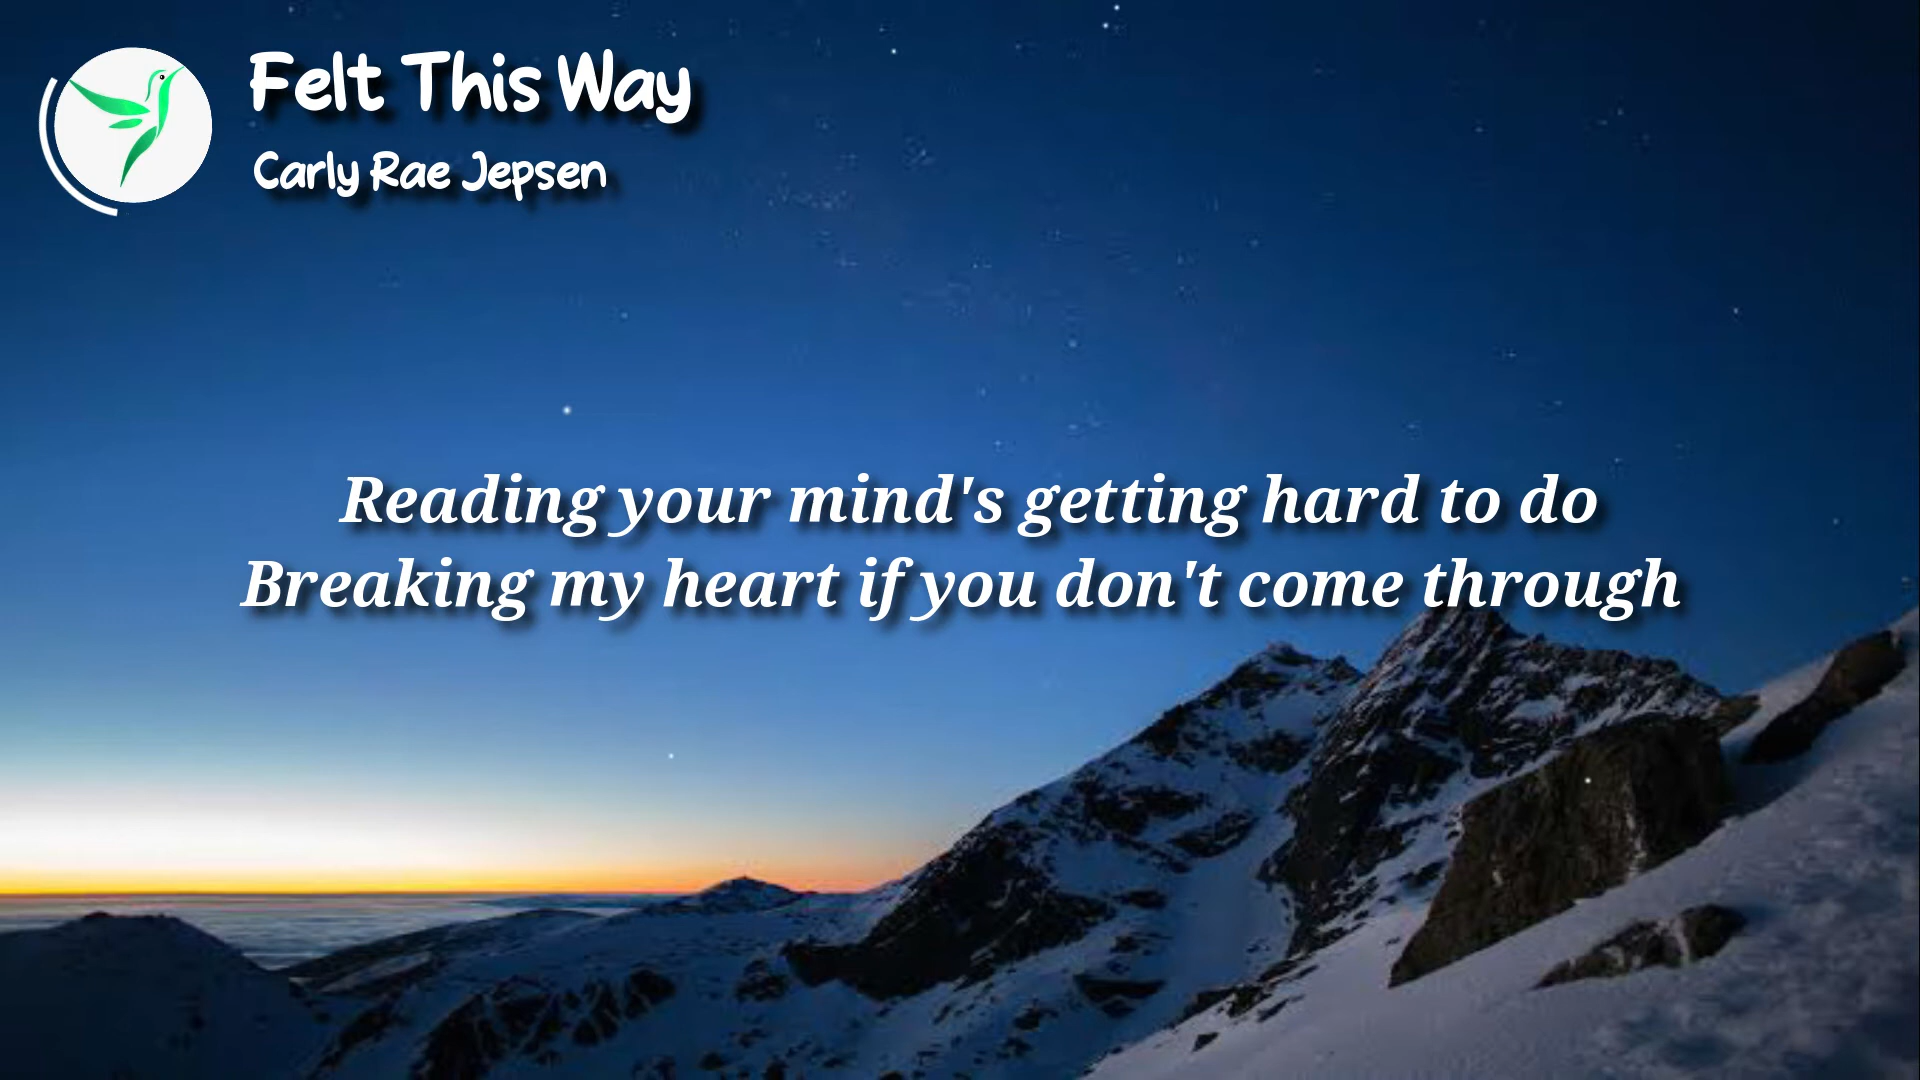 Felt This Way
Carly Rae Jepsen
Reading your mind's getting hard to do
Breaking my heart if you don't come through